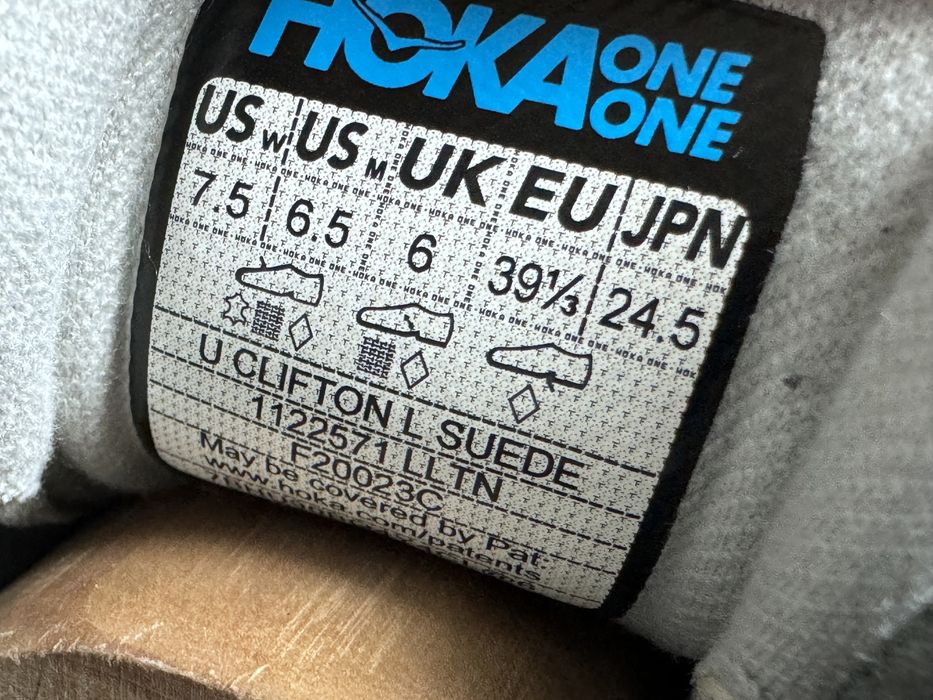 HOKA ONE ONE
US W US M UK EU JPN
7.5 6.5 6 39⅓ 24.5
U CLIFTON L SUEDE
1122571 LLTN
F20023C
May be covered by Pat.
www.hoka.com/patents